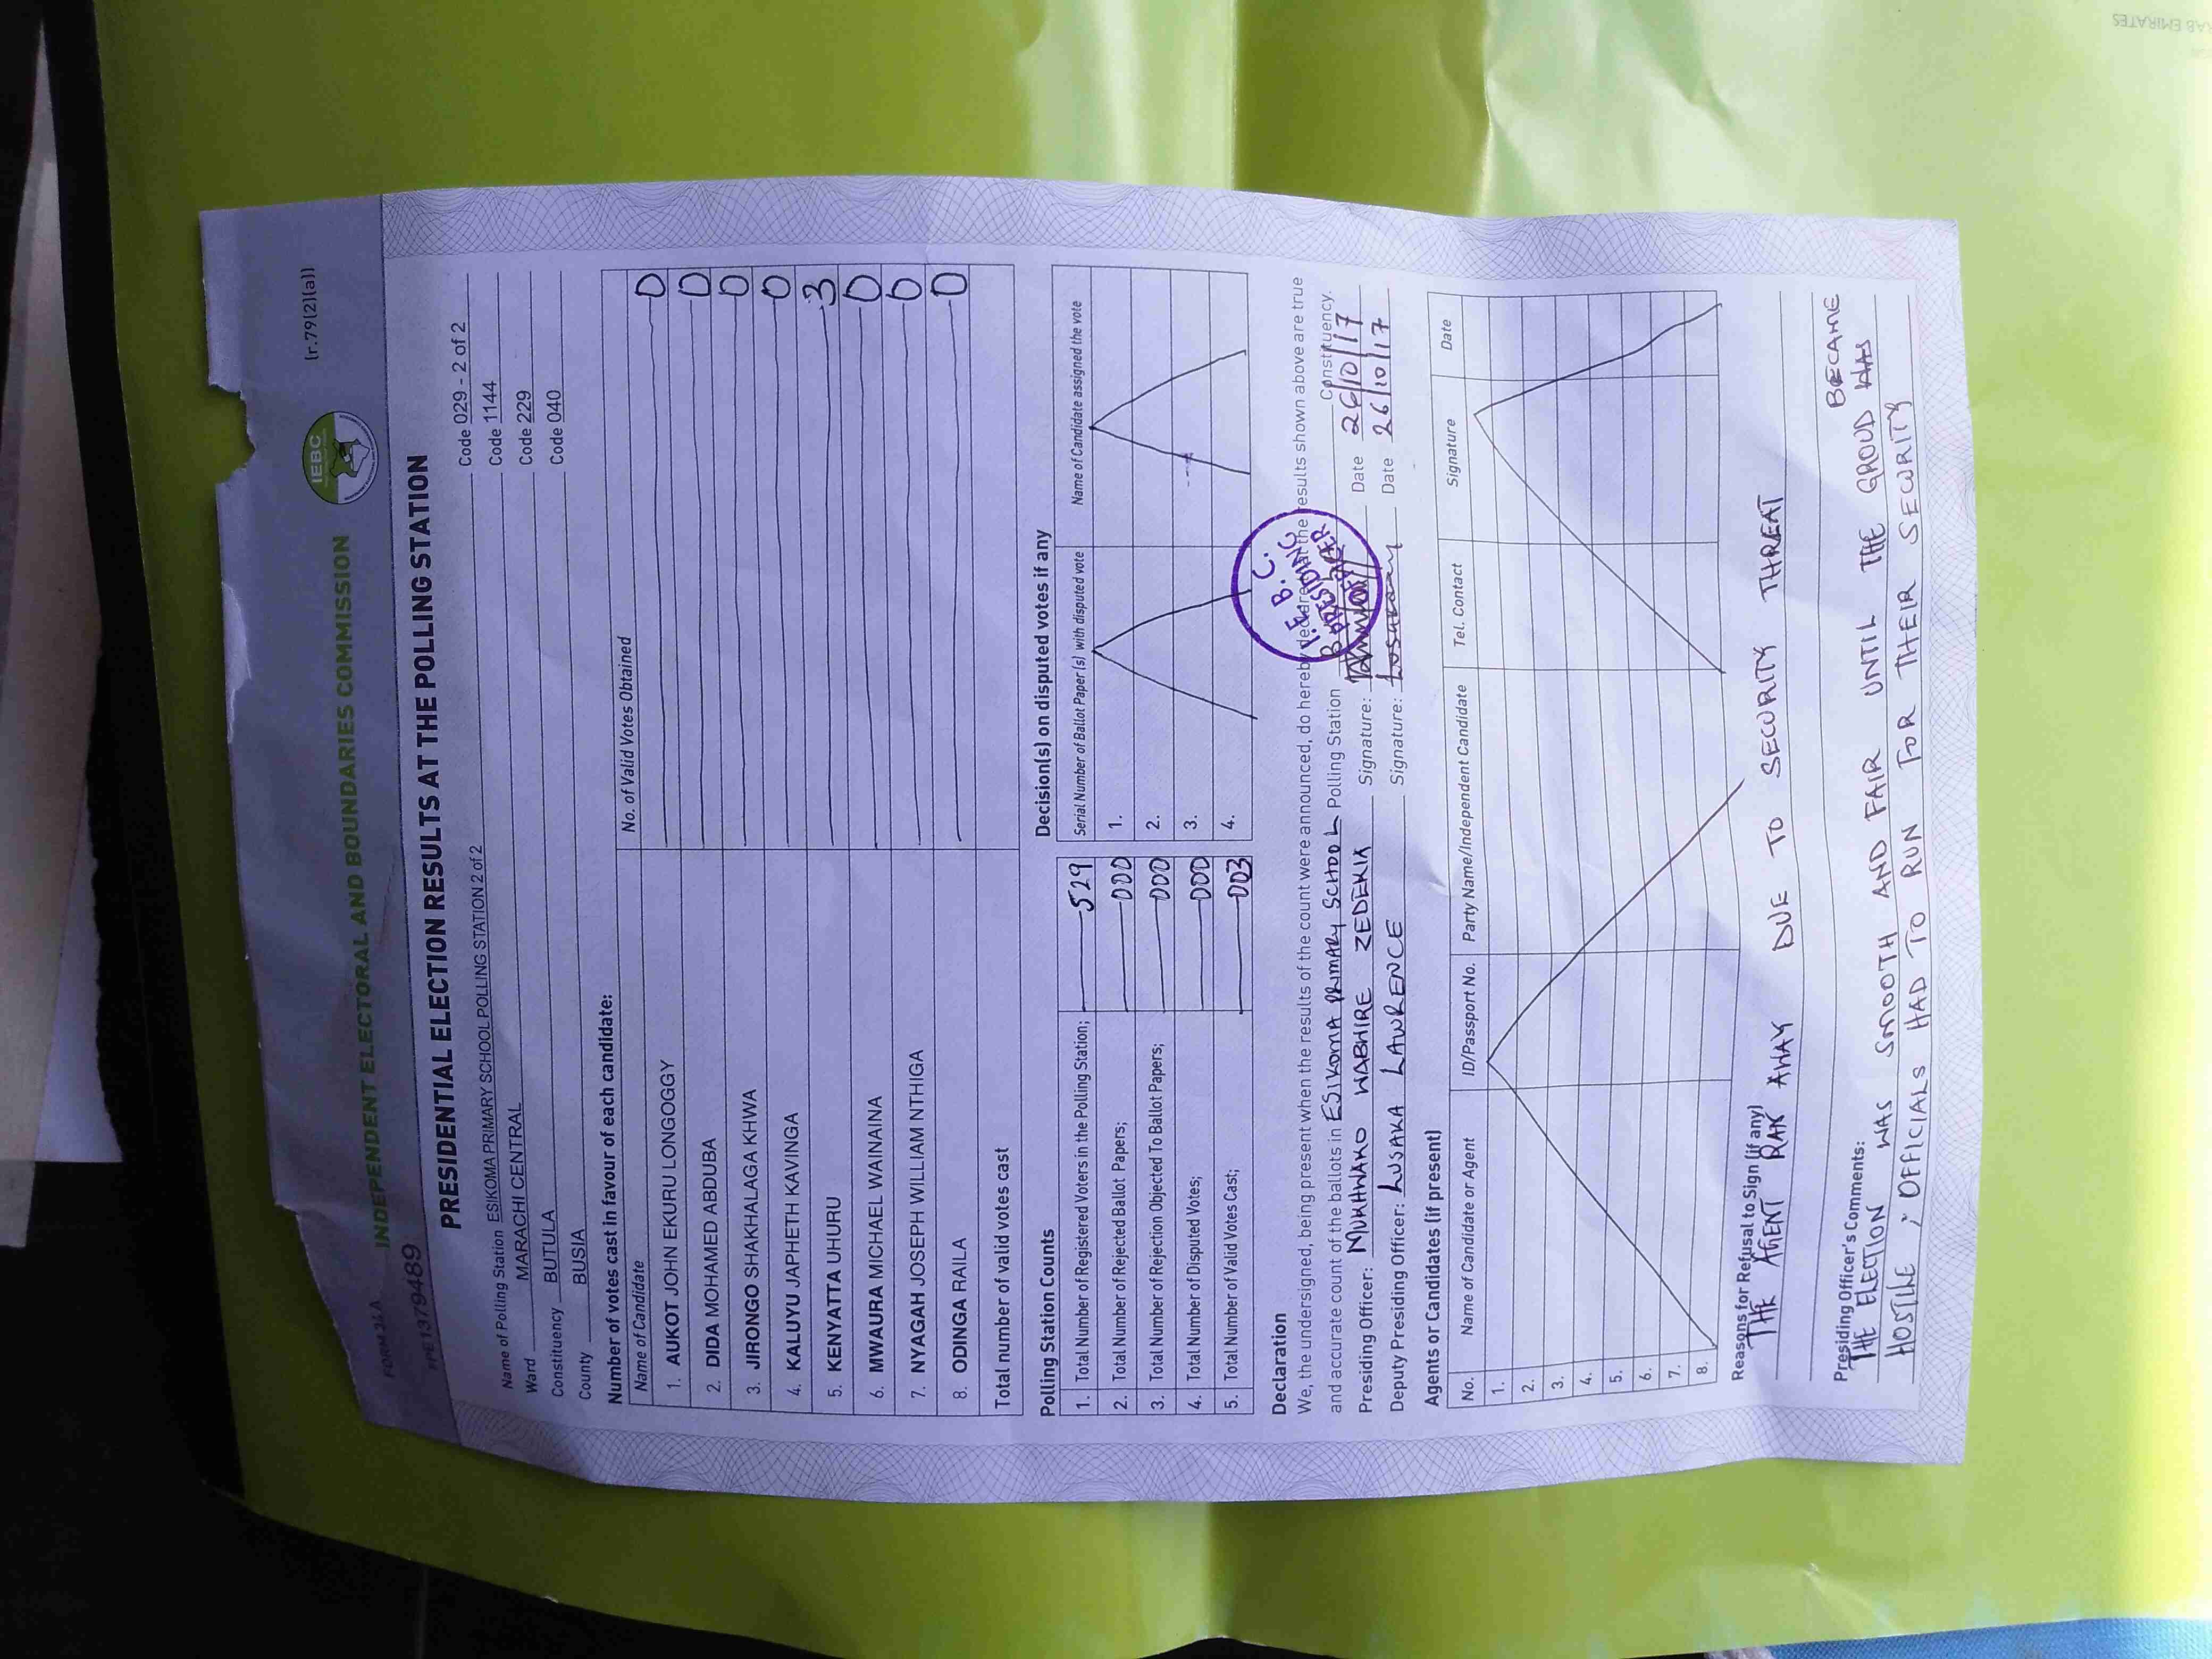 RAB EMIRATES
FORM 34A
INDEPENDENT ELECTORAL AND BOUNDARIES COMMISSION
IEBC
(r.79(2)(a))
PRE1379489
PRESIDENTIAL ELECTION RESULTS AT THE POLLING STATION
Name of Polling Station ESIKOMA PRIMARY SCHOOL POLLING STATION 2 of 2 Code 029 - 2 of 2
Ward MARACHI CENTRAL Code 1144
Constituency BUTULA Code 229
County BUSIA Code 040
Number of votes cast in favour of each candidate:
Name of Candidate No. of Valid Votes Obtained
1. AUKOT JOHN EKURU LONGOGGY 0
2. DIDA MOHAMED ABDUBA 0
3. JIRONGO SHAKHALAGA KHWA 0
4. KALUYU JAPHETH KAVINGA 0
5. KENYATTA UHURU 3
6. MWAURA MICHAEL WAINAINA 0
7. NYAGAH JOSEPH WILLIAM NTHIGA 0
8. ODINGA RAILA 0
Total number of valid votes cast
Polling Station Counts
1. Total Number of Registered Voters in the Polling Station; 529
2. Total Number of Rejected Ballot Papers; 000
3. Total Number of Rejection Objected To Ballot Papers; 000
4. Total Number of Disputed Votes; 000
5. Total Number of Valid Votes Cast; 003
Decision(s) on disputed votes if any
Serial Number of Ballot Paper (s) with disputed vote Name of Candidate assigned the vote
1.
2.
3.
4.
Declaration
We, the undersigned, being present when the results of the count were announced, do hereby declare that the results shown above are true
and accurate count of the ballots in ESIKOMA PRIMARY SCHOOL Polling Station Constituency.
Presiding Officer: MUKHWAKO WABHIRE ZEDEKIA Signature: Date 26/10/17
Deputy Presiding Officer: LUSAKA LAWRENCE Signature: Lusaka Date 26/10/17
I.E.B.C.
PRESIDING
OFFICER
Agents or Candidates (if present)
No. Name of Candidate or Agent ID/Passport No. Party Name/Independent Candidate Tel. Contact Signature Date
1.
2.
3.
4.
5.
6.
7.
8.
Reasons for Refusal to Sign (if any)
THE AGENT RAN AWAY DUE TO SECURITY THREAT
Presiding Officer's Comments:
THE ELECTION WAS SMOOTH AND FAIR UNTIL THE GROUD WAS BECAME
HOSTILE ; OFFICIALS HAD TO RUN FOR THEIR SECURITY